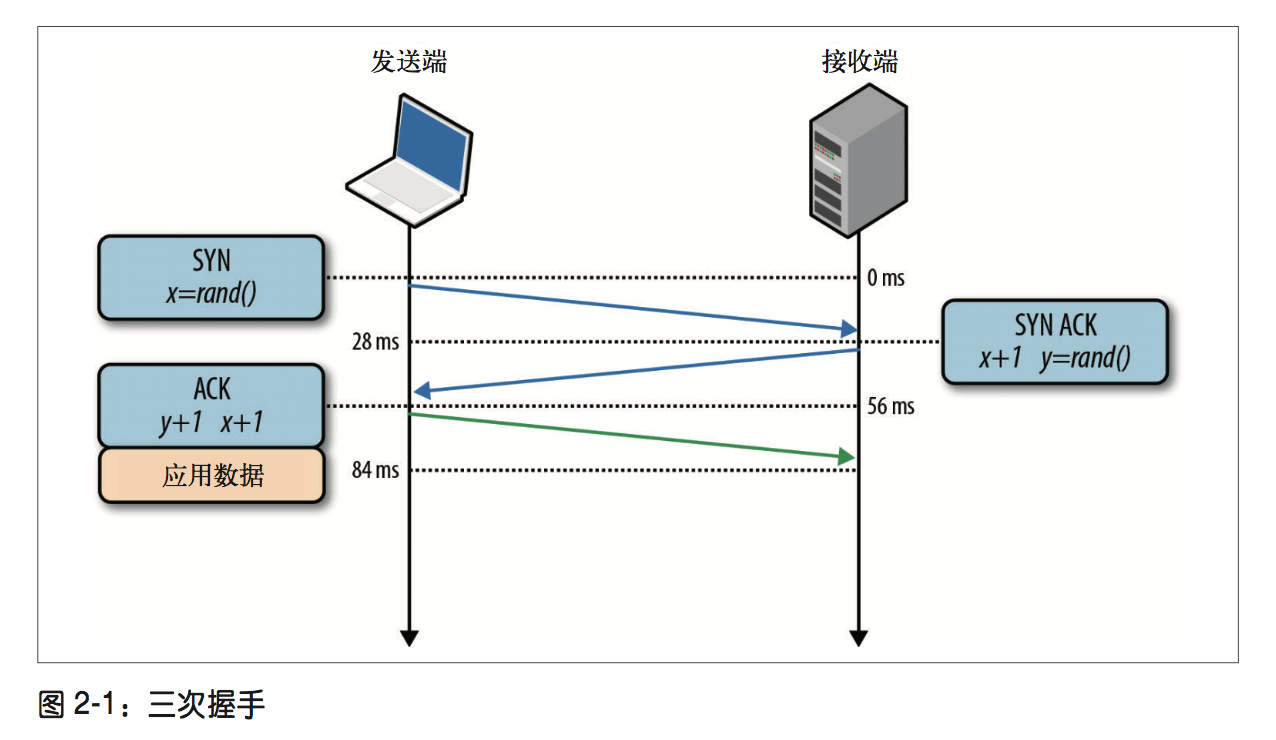 发送端
接收端
SYN
x=rand()
0 ms
28 ms
SYN ACK
x+1 y=rand()
ACK
y+1 x+1
56 ms
应用数据
84 ms
图 2-1：三次握手